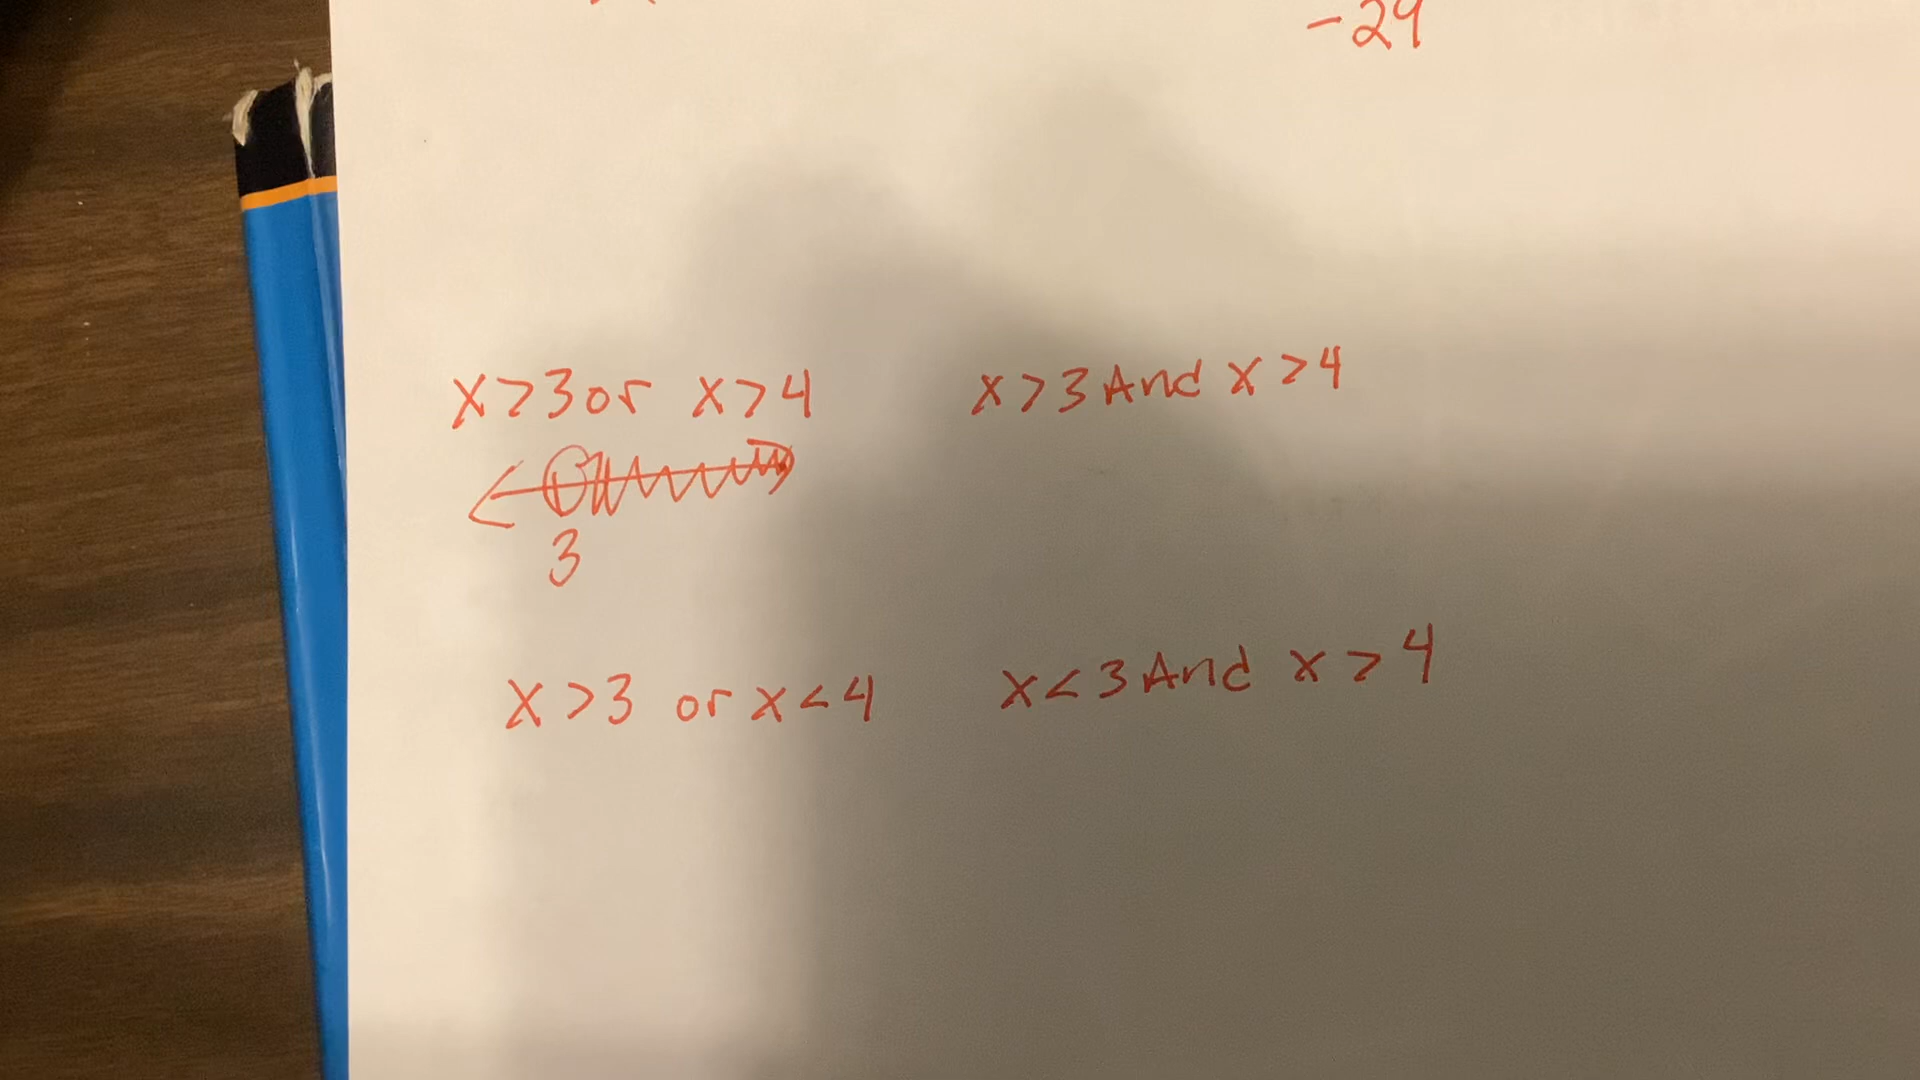 -29
x>3 or x>4 x>3 And x>4
3
x>3 or x<4 x<3 And x>4